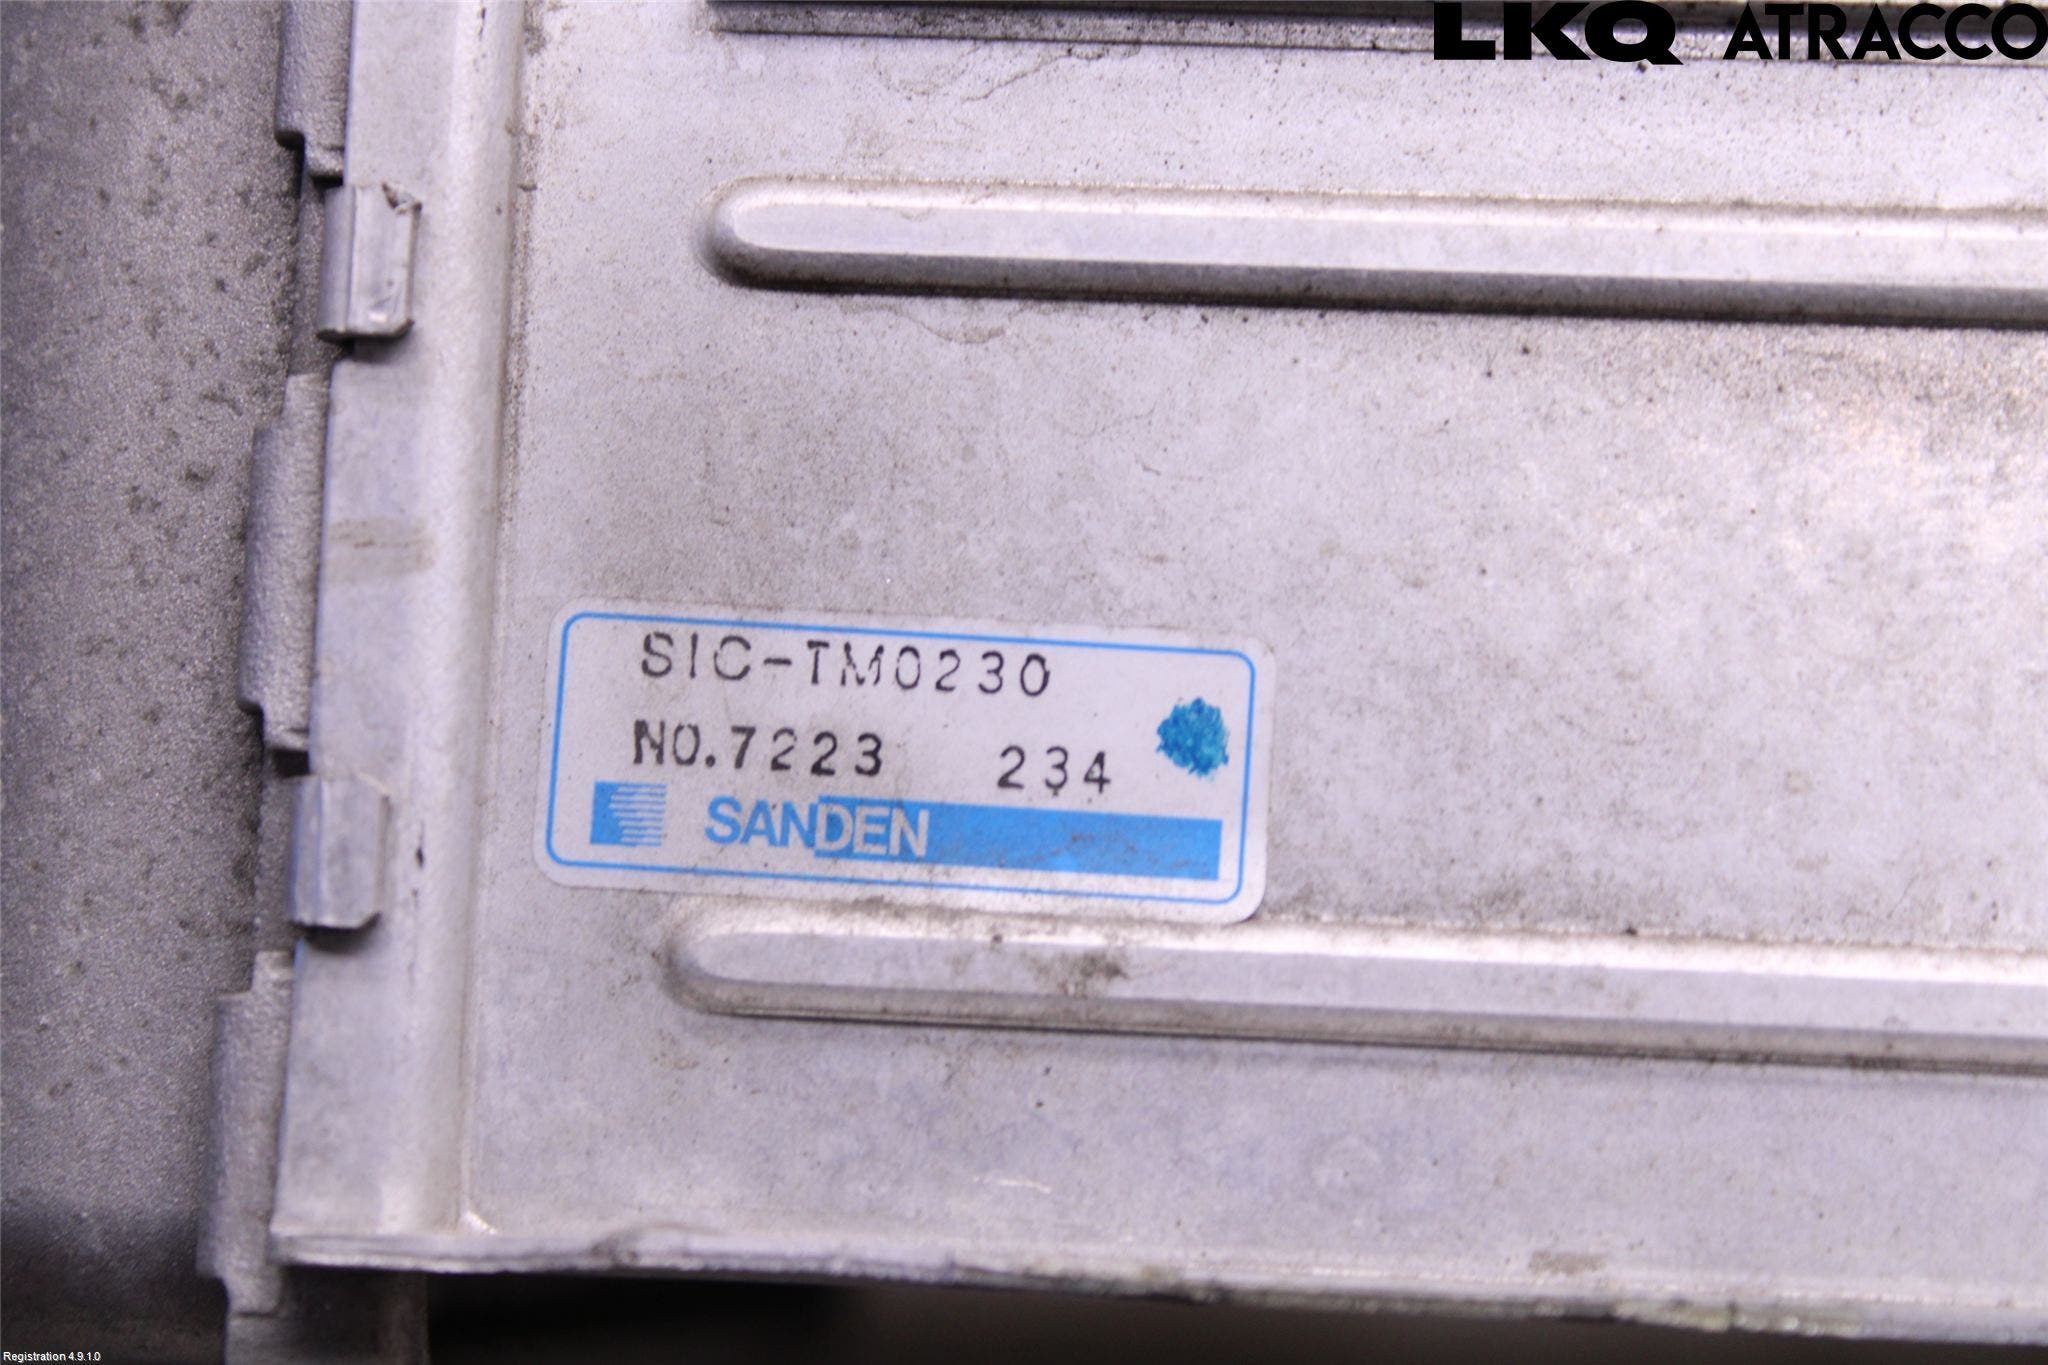 LKQ ATRACCO
SIC-TM0230
NO.7223 234
SANDEN
Registration 4.9.1.0